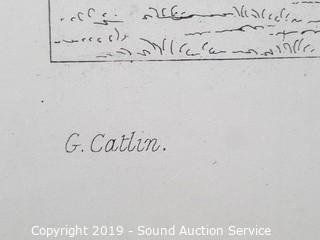 G. Catlin.
Copyright 2019 - Sound Auction Service